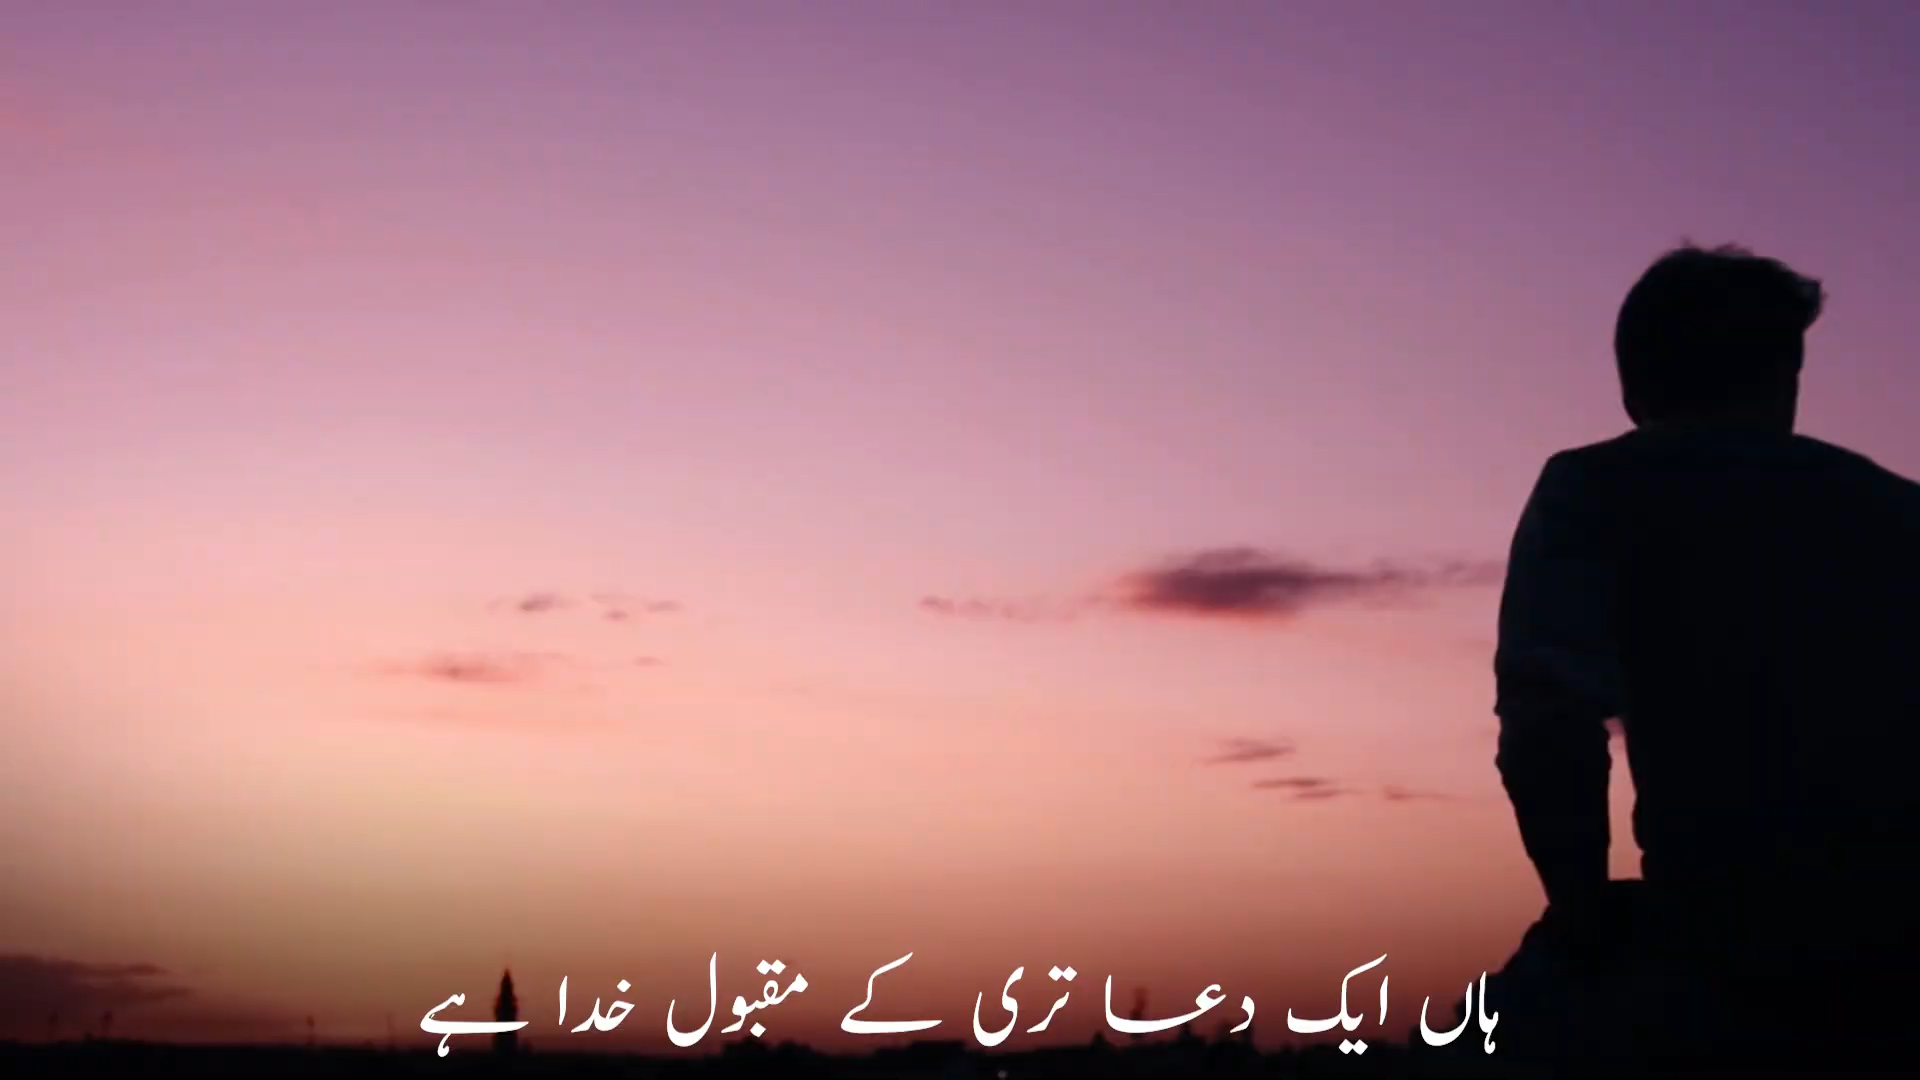 ہاں ایک دعا تری کے مقبول خدا ہے